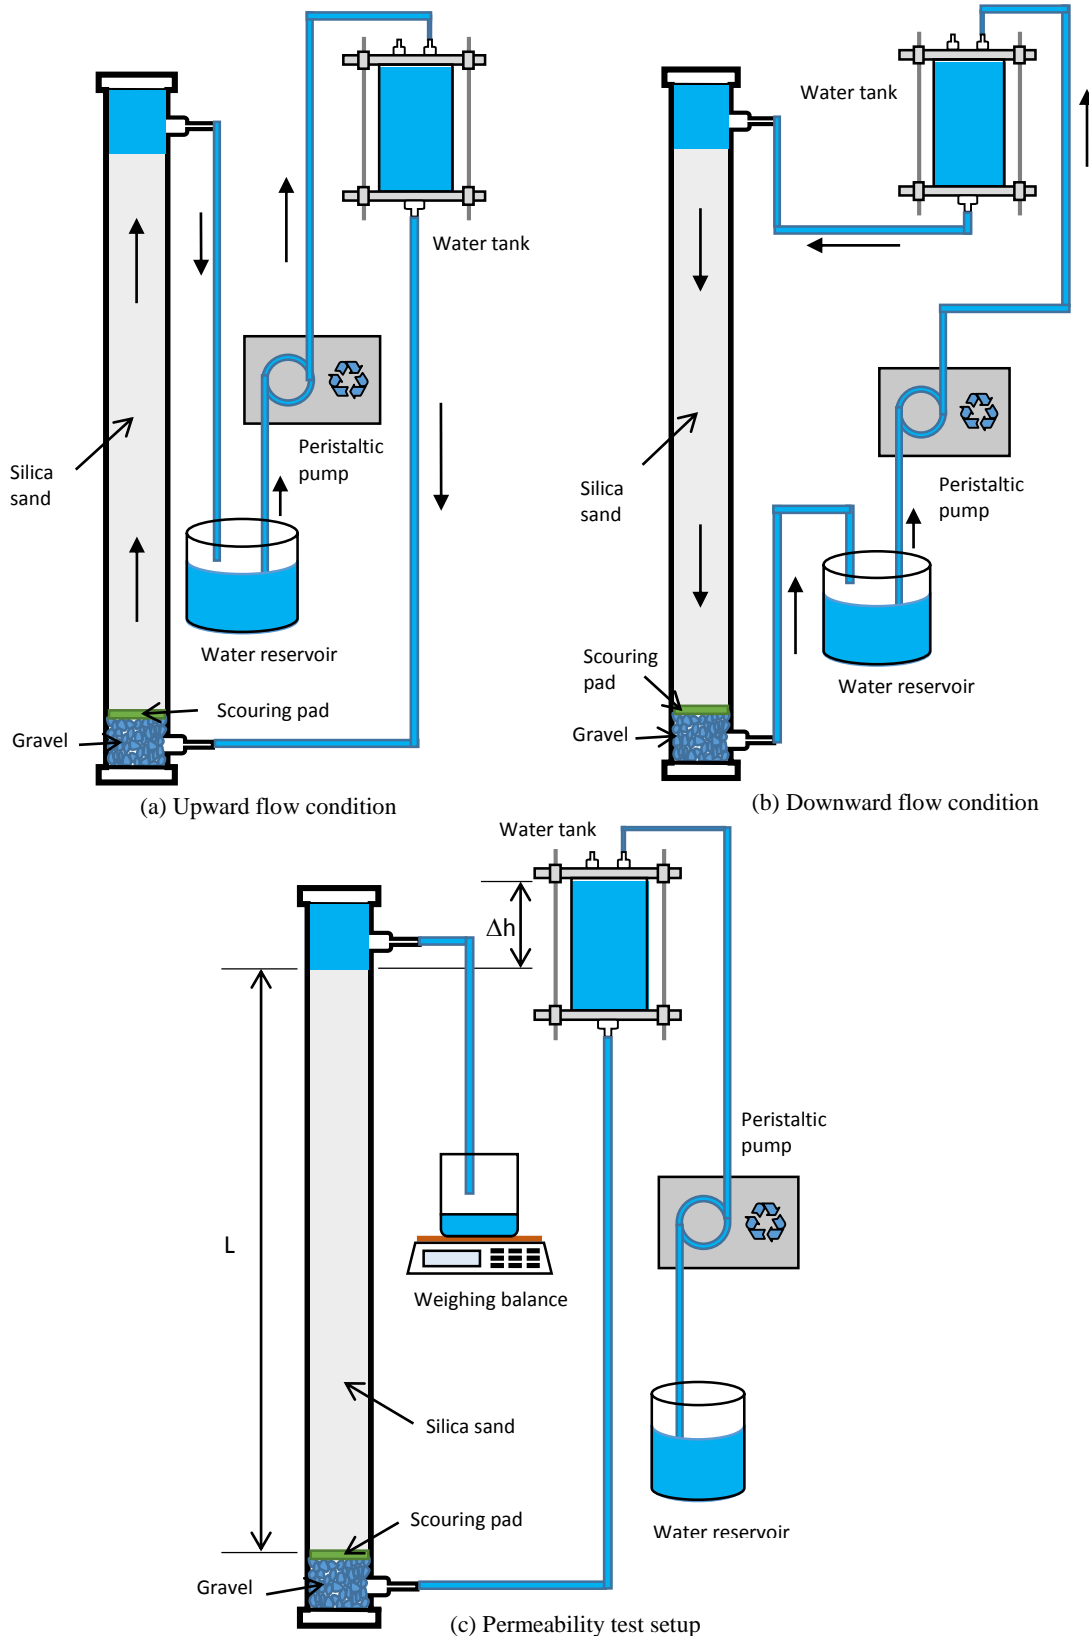 Water tank
Silica
sand
Peristaltic
pump
Water reservoir
Scouring pad
Gravel
(a) Upward flow condition
Water tank
Silica
sand
Peristaltic
pump
Scouring
pad
Water reservoir
Gravel
(b) Downward flow condition
Water tank
Δh
Peristaltic
pump
L
Weighing balance
Silica sand
Scouring pad
Water reservoir
Gravel
(c) Permeability test setup